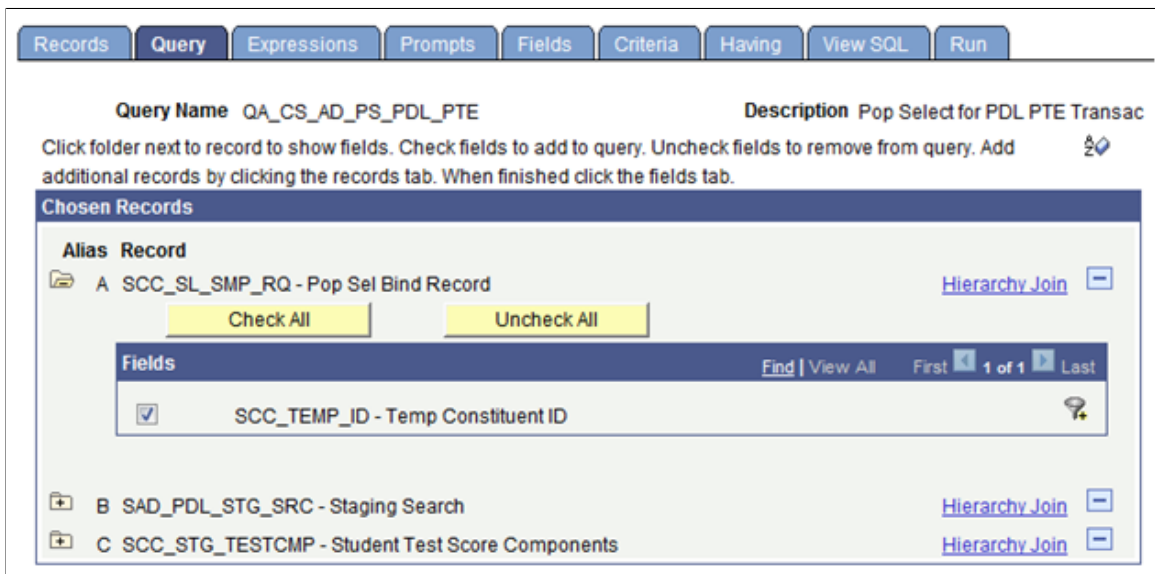 Records Query Expressions Prompts Fields Criteria Having View SQL Run
Query Name QA_CS_AD_PS_PDL_PTE Description Pop Select for PDL PTE Transac
Click folder next to record to show fields. Check fields to add to query. Uncheck fields to remove from query. Add
additional records by clicking the records tab. When finished click the fields tab.
Chosen Records
Alias Record
A SCC_SL_SMP_RQ - Pop Sel Bind Record Hierarchy Join
Check All Uncheck All
Fields Find | View All First 1 of 1 Last
SCC_TEMP_ID - Temp Constituent ID
B SAD_PDL_STG_SRC - Staging Search Hierarchy Join
C SCC_STG_TESTCMP - Student Test Score Components Hierarchy Join